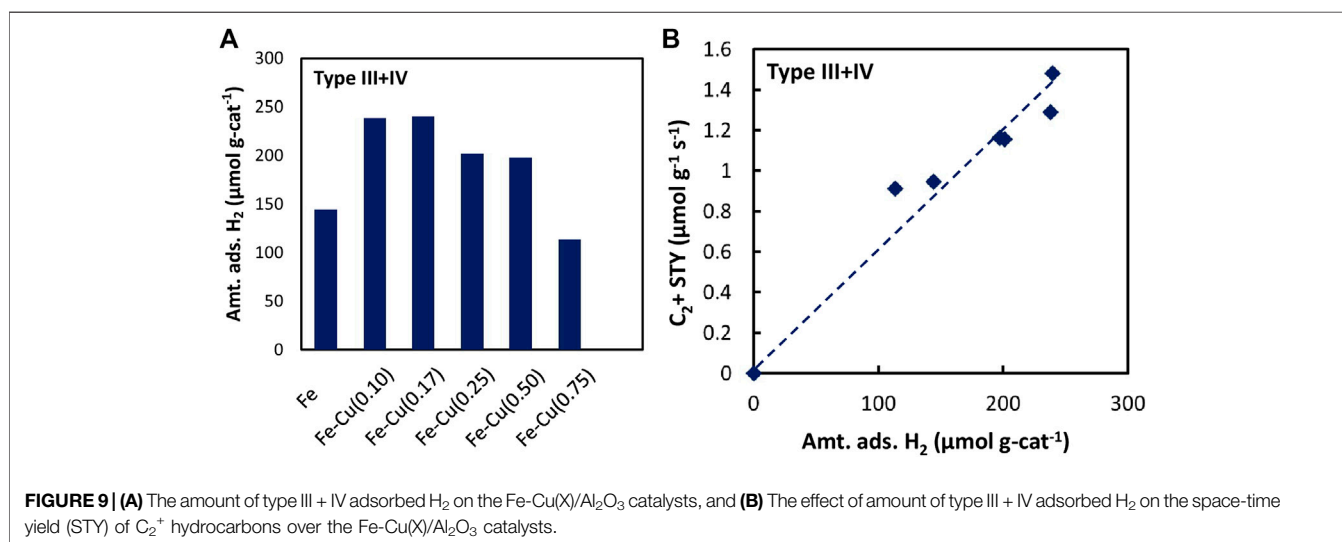 A
Type III+IV
Amt. ads. H₂ (µmol g-cat⁻¹)
300
250
200
150
100
50
0
Fe
Fe-Cu(0.10)
Fe-Cu(0.17)
Fe-Cu(0.25)
Fe-Cu(0.50)
Fe-Cu(0.75)
B
Type III+IV
C₂+ STY (µmol g⁻¹ s⁻¹)
1.6
1.4
1.2
1
0.8
0.6
0.4
0.2
0
0 100 200 300
Amt. ads. H₂ (µmol g-cat⁻¹)
FIGURE 9 | (A) The amount of type III + IV adsorbed H₂ on the Fe-Cu(X)/Al₂O₃ catalysts, and (B) The effect of amount of type III + IV adsorbed H₂ on the space-time
yield (STY) of C₂⁺ hydrocarbons over the Fe-Cu(X)/Al₂O₃ catalysts.